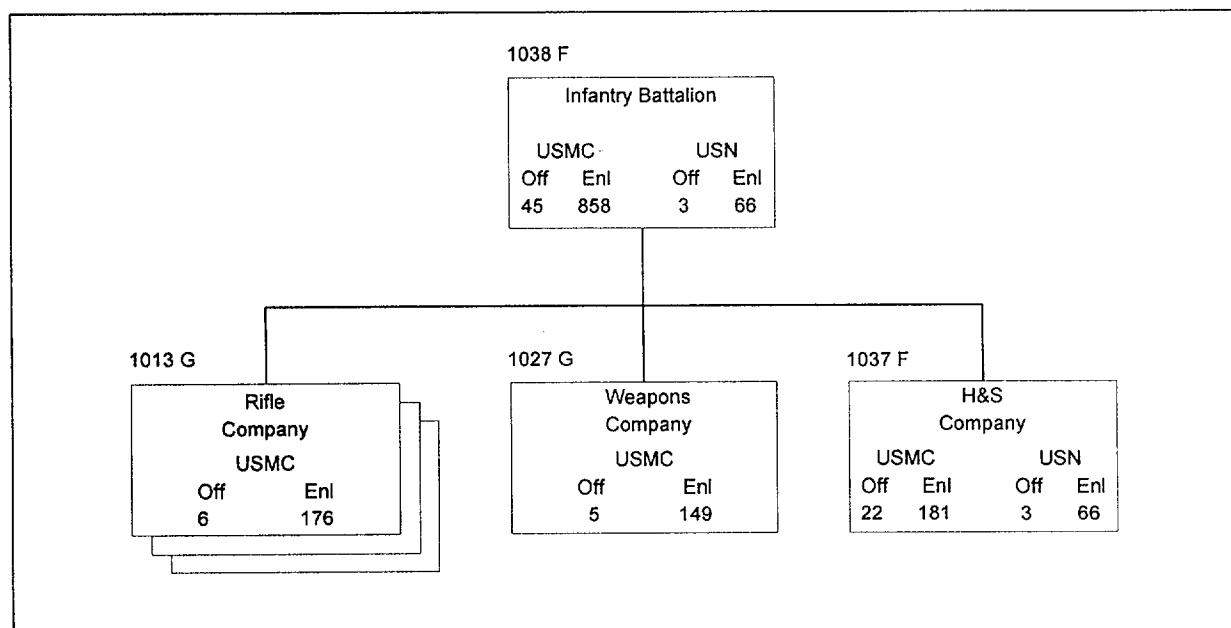 1038 F
Infantry Battalion
USMC USN
Off Enl Off Enl
45 858 3 66
1013 G
Rifle
Company
USMC
Off Enl
6 176
1027 G
Weapons
Company
USMC
Off Enl
5 149
1037 F
H&S
Company
USMC USN
Off Enl Off Enl
22 181 3 66